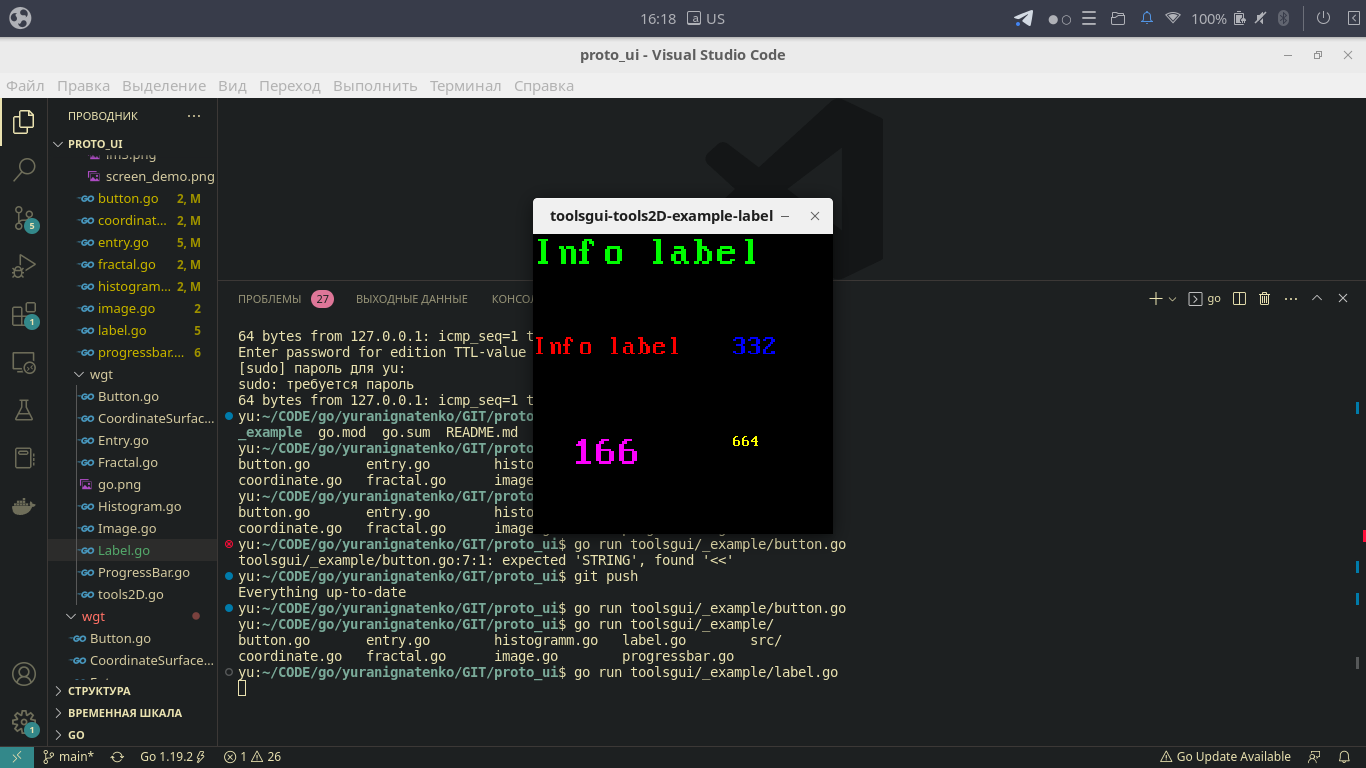 16:18 a US 100%
proto_ui - Visual Studio Code
Файл Правка Выделение Вид Переход Выполнить Терминал Справка
ПРОВОДНИК
PROTO_UI
screen_demo.png
button.go 2, M
coordinat... 2, M
entry.go 5, M
fractal.go 2, M
histogram... 2, M
image.go 2
label.go 5
progressbar.... 6
wgt
Button.go
CoordinateSurfac...
Entry.go
Fractal.go
go.png
Histogram.go
Image.go
Label.go
ProgressBar.go
tools2D.go
wgt
Button.go
CoordinateSurface...
СТРУКТУРА
ВРЕМЕННАЯ ШКАЛА
GO
5
1
1
toolsgui-tools2D-example-label
Info label
Info label 332
166 664
ПРОБЛЕМЫ 27 ВЫХОДНЫЕ ДАННЫЕ КОНСОЛ
go
64 bytes from 127.0.0.1: icmp_seq=1 t
Enter password for edition TTL-value
[sudo] пароль для yu:
sudo: требуется пароль
64 bytes from 127.0.0.1: icmp_seq=1 t
yu:~/CODE/go/yuranignatenko/GIT/proto
_example go.mod go.sum README.md
yu:~/CODE/go/yuranignatenko/GIT/proto
button.go entry.go histo
coordinate.go fractal.go image
yu:~/CODE/go/yuranignatenko/GIT/proto
button.go entry.go histo
coordinate.go fractal.go image
yu:~/CODE/go/yuranignatenko/GIT/proto_ui$ go run toolsgui/_example/button.go
toolsgui/_example/button.go:7:1: expected 'STRING', found '<<'
yu:~/CODE/go/yuranignatenko/GIT/proto_ui$ git push
Everything up-to-date
yu:~/CODE/go/yuranignatenko/GIT/proto_ui$ go run toolsgui/_example/button.go
yu:~/CODE/go/yuranignatenko/GIT/proto_ui$ go run toolsgui/_example/
button.go entry.go histogramm.go label.go src/
coordinate.go fractal.go image.go progressbar.go
yu:~/CODE/go/yuranignatenko/GIT/proto_ui$ go run toolsgui/_example/label.go
main* Go 1.19.2 1 26 Go Update Available